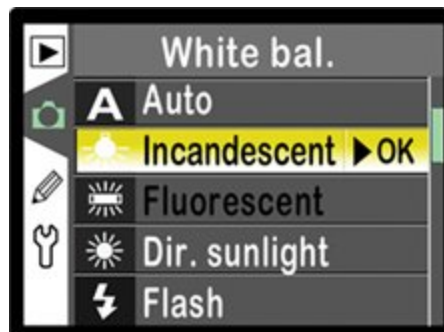 White bal.
A Auto
Incandescent ▶OK
Fluorescent
Dir. sunlight
Flash